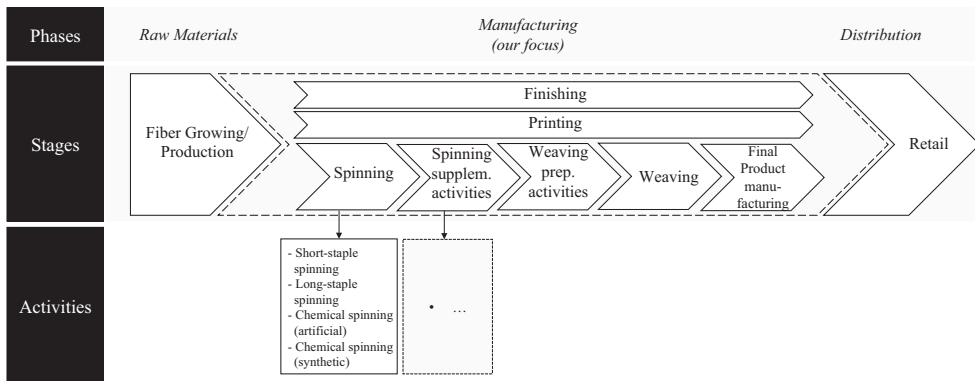 Phases
Raw Materials
Manufacturing
(our focus)
Distribution
Stages
Fiber Growing/
Production
Finishing
Printing
Spinning
Spinning
supplem.
activities
Weaving
prep.
activities
Weaving
Final
Product
manu-
facturing
Retail
Activities
- Short-staple
spinning
- Long-staple
spinning
- Chemical spinning
(artificial)
- Chemical spinning
(synthetic)
• ...